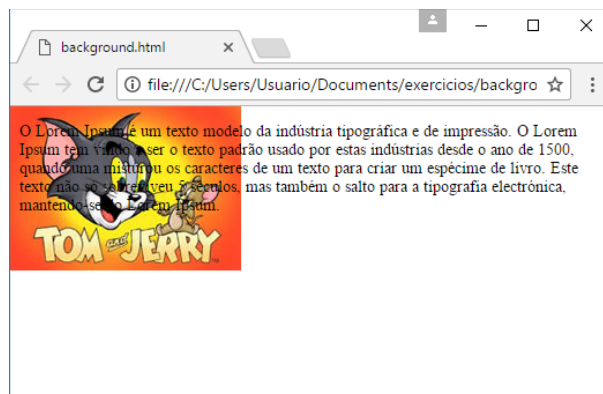 background.html
file:///C:/Users/Usuario/Documents/exercicios/backgro
O Lorem Ipsum é um texto modelo da indústria tipográfica e de impressão. O Lorem
Ipsum tem vindo a ser o texto padrão usado por estas indústrias desde o ano de 1500,
quando uma misturou os caracteres de um texto para criar um espécime de livro. Este
texto não só sobreviveu 5 séculos, mas também o salto para a tipografia electrónica,
mantendo-se o Lorem Ipsum.
TOM AND JERRY